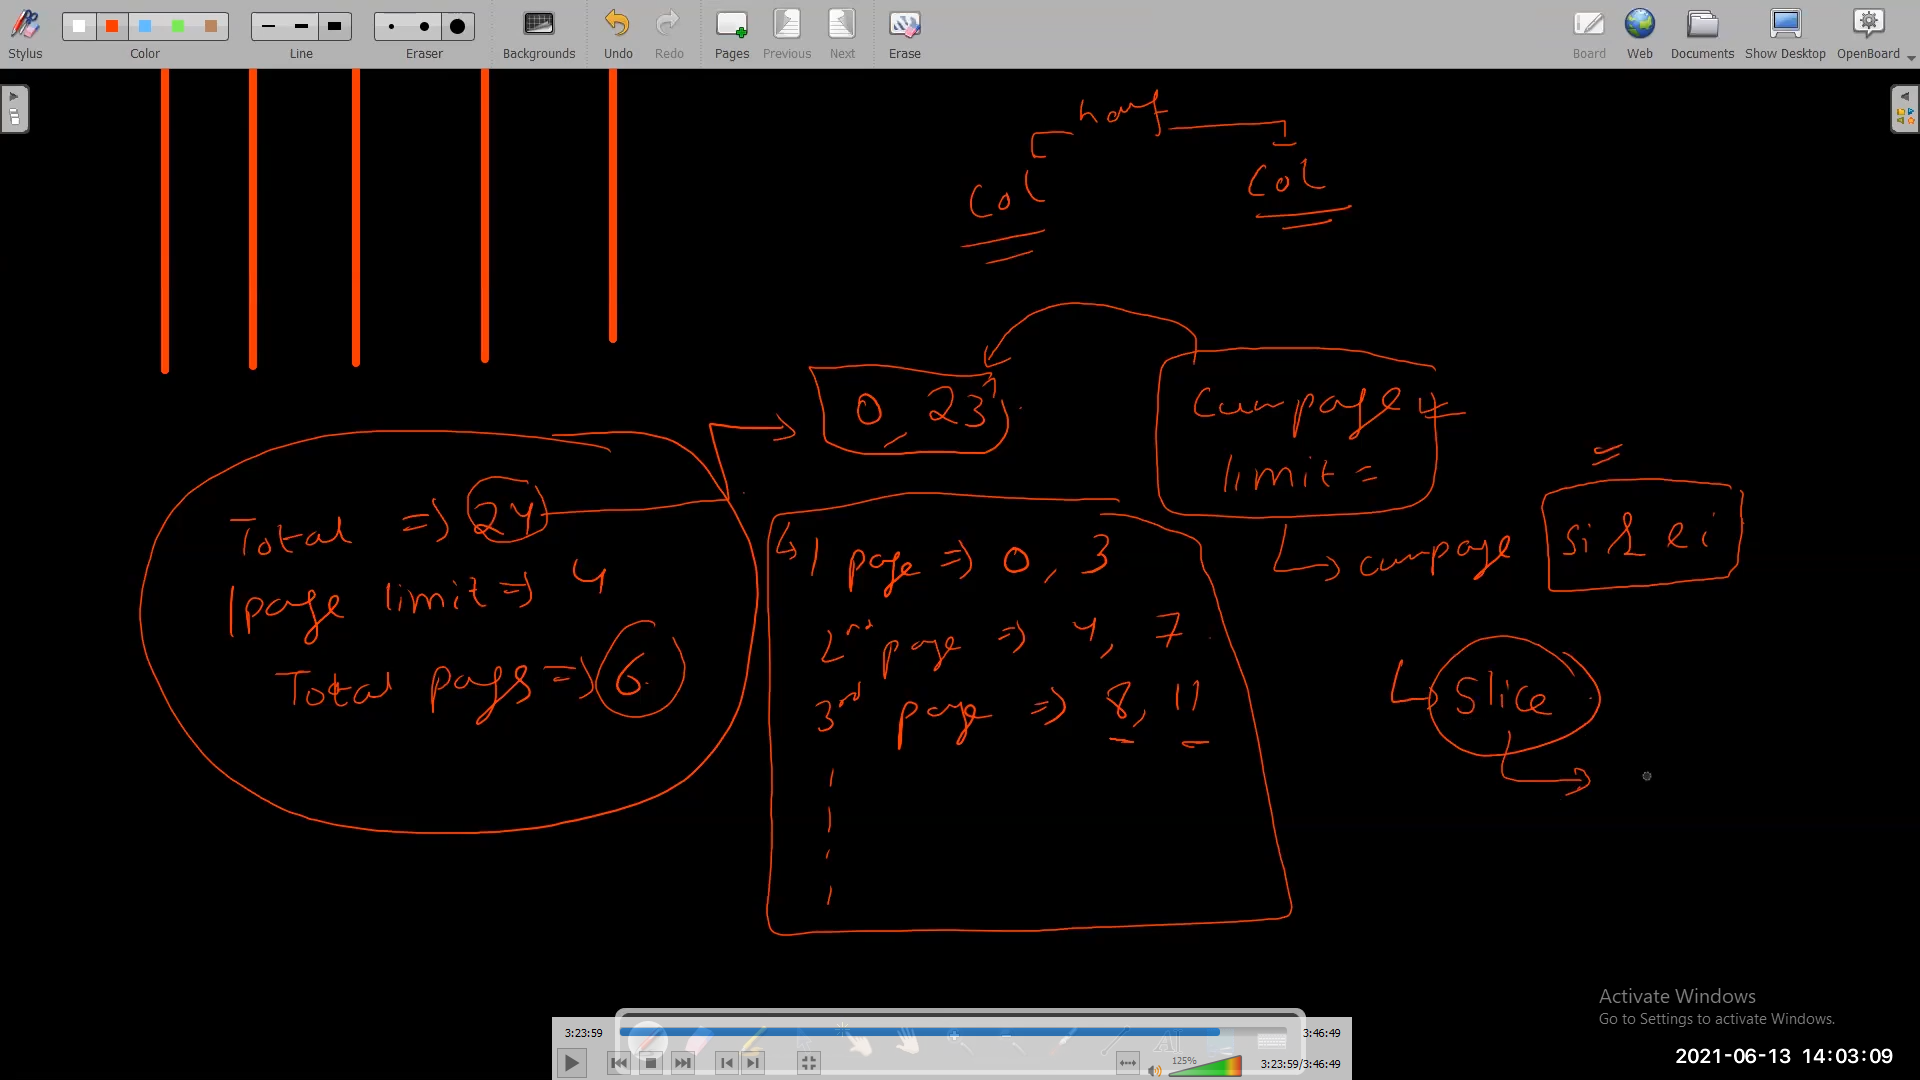 Stylus Color Line Eraser Backgrounds Undo Redo Pages Previous Next Erase Board Web Documents Show Desktop OpenBoard
half
Col Col
0, 23
Currpage 4
limit =
Total => 24
1page limit => 4
Total pags => 6
1 page => 0, 3
2nd page => 4, 7
3rd page => 8, 11
currpage
si & ei
Slice
Activate Windows
Go to Settings to activate Windows.
3:23:59 3:46:49
125%
3:23:59/3:46:49
2021-06-13 14:03:09